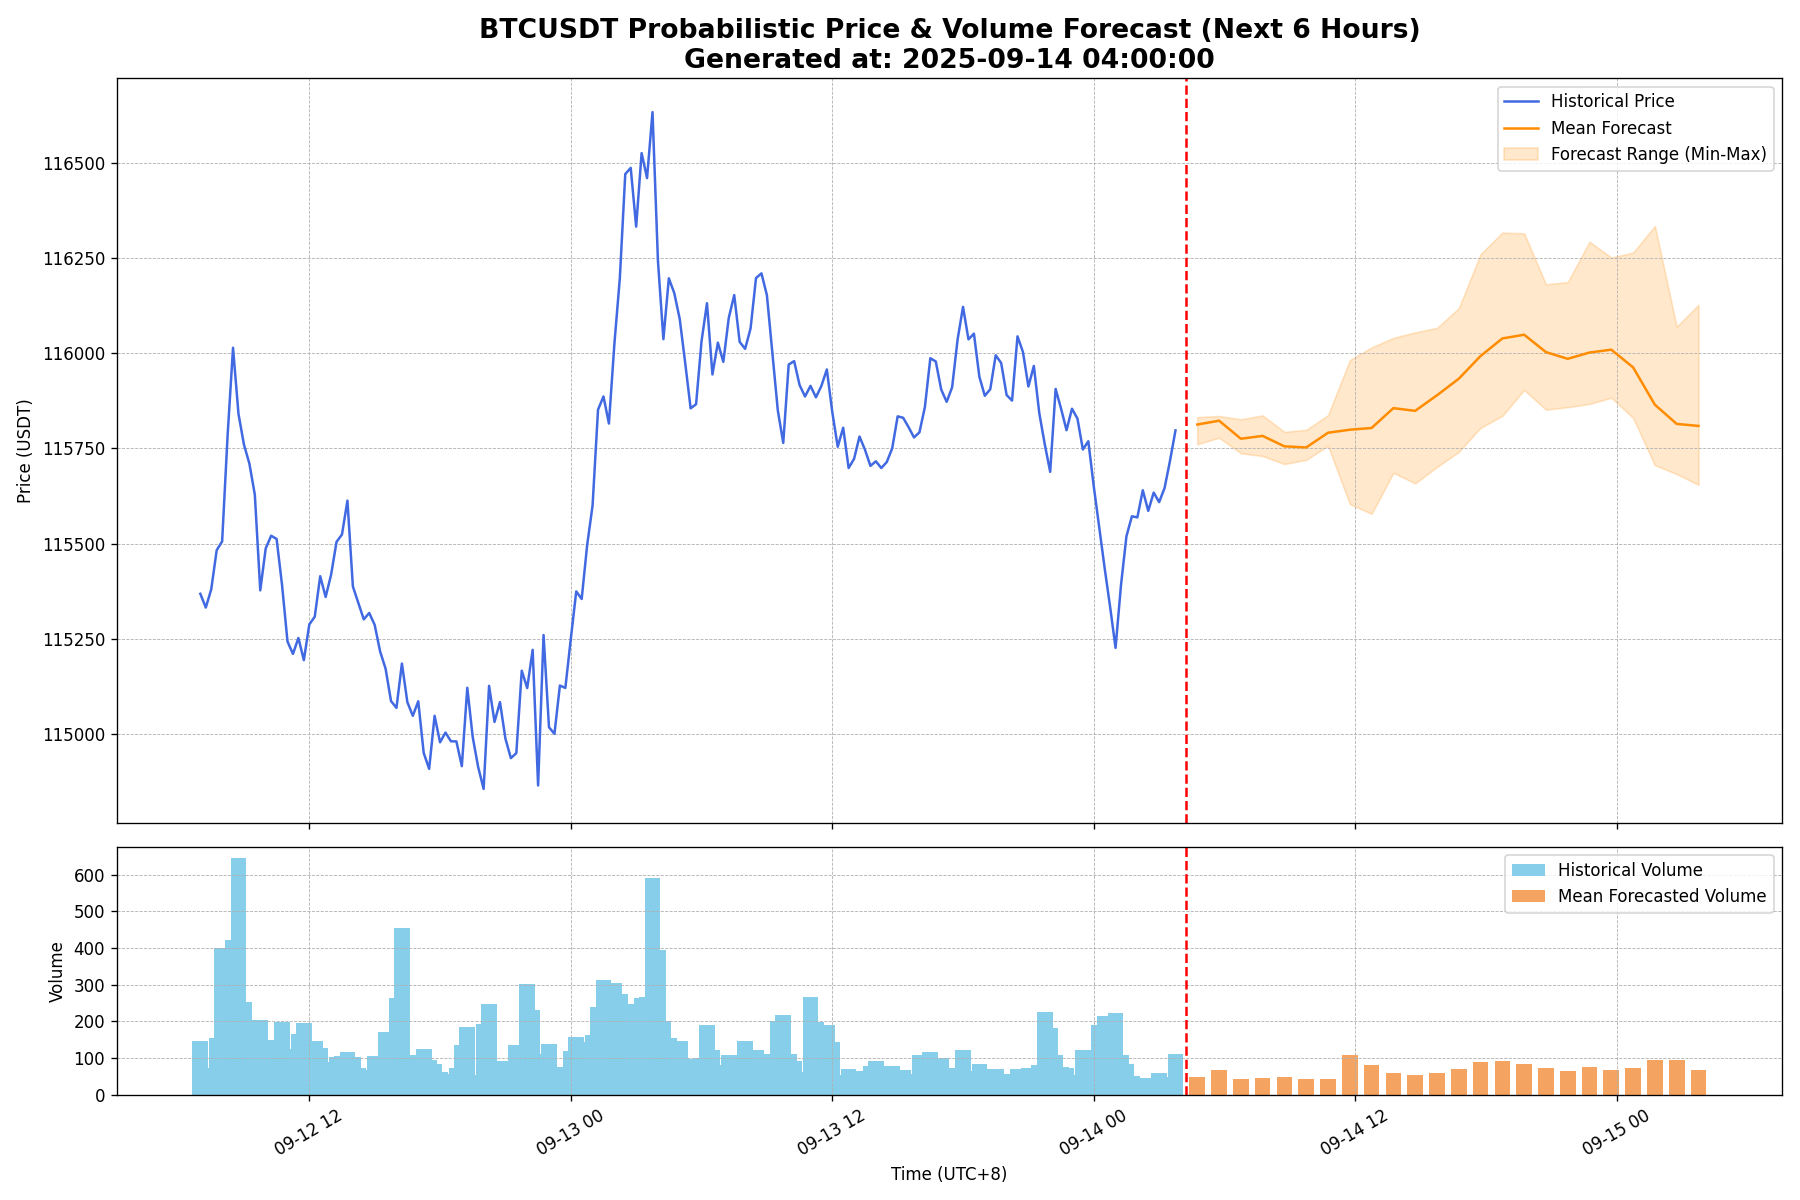 BTCUSDT Probabilistic Price & Volume Forecast (Next 6 Hours)
Generated at: 2025-09-14 04:00:00
Historical Price
Mean Forecast
Forecast Range (Min-Max)
116500
116250
116000
115750
115500
115250
115000
Price (USDT)
Historical Volume
Mean Forecasted Volume
600
500
400
300
200
100
0
Volume
09-12 12
09-13 00
09-13 12
09-14 00
09-14 12
09-15 00
Time (UTC+8)